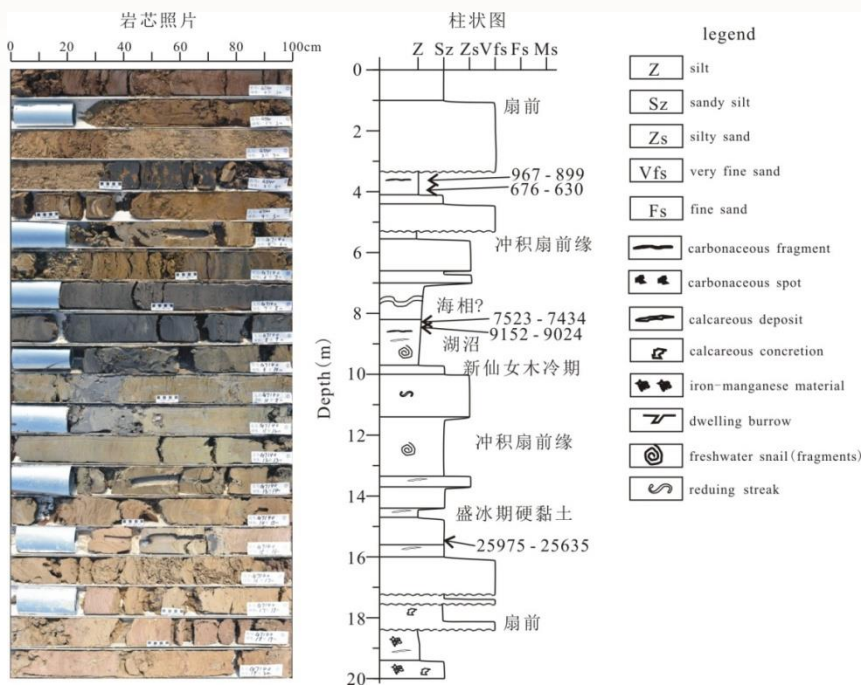 岩芯照片
0 20 40 60 80 100cm
柱状图
Z Sz Zs Vfs Fs Ms
Depth(m)
0
2
4
6
8
10
12
14
16
18
20
扇前
967 - 899
676 - 630
冲积扇前缘
海相?
7523 - 7434
9152 - 9024
湖沼
新仙女木冷期
冲积扇前缘
盛冰期硬黏土
25975 - 25635
扇前
legend
Z silt
Sz sandy silt
Zs silty sand
Vfs very fine sand
Fs fine sand
carbonaceous fragment
carbonaceous spot
calcareous deposit
calcareous concretion
iron-manganese material
dwelling burrow
freshwater snail(fragments)
reduing streak